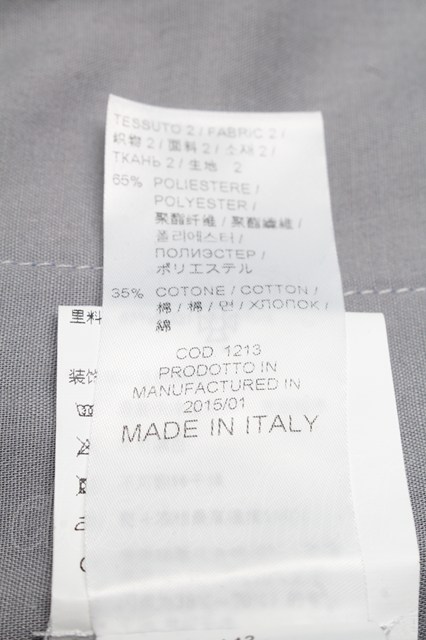 TESSUTO 2 / FABRIC 2 /
织物 2 / 面料 2 / 소재 2 /
ТКАНЬ 2 / 生地 2
65% POLIESTERE /
POLYESTER /
聚酯纤维 / 聚酯纖維 /
폴리에스터 /
ПОЛИЭСТЕР /
ポリエステル
35% COTONE / COTTON /
棉 / 棉 / 면 / ХЛОПОК /
綿
里料
COD. 1213
PRODOTTO IN
装饰
MANUFACTURED IN
2015/01
MADE IN ITALY